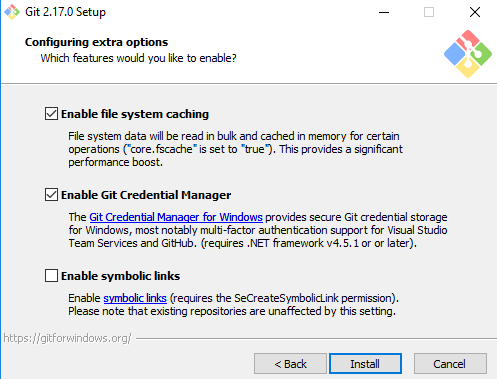 Git 2.17.0 Setup
Configuring extra options
Which features would you like to enable?
Enable file system caching
File system data will be read in bulk and cached in memory for certain
operations ("core.fscache" is set to "true"). This provides a significant
performance boost.
Enable Git Credential Manager
The Git Credential Manager for Windows provides secure Git credential storage
for Windows, most notably multi-factor authentication support for Visual Studio
Team Services and GitHub. (requires .NET framework v4.5.1 or or later).
Enable symbolic links
Enable symbolic links (requires the SeCreateSymbolicLink permission).
Please note that existing repositories are unaffected by this setting.
https://gitforwindows.org/
< Back
Install
Cancel